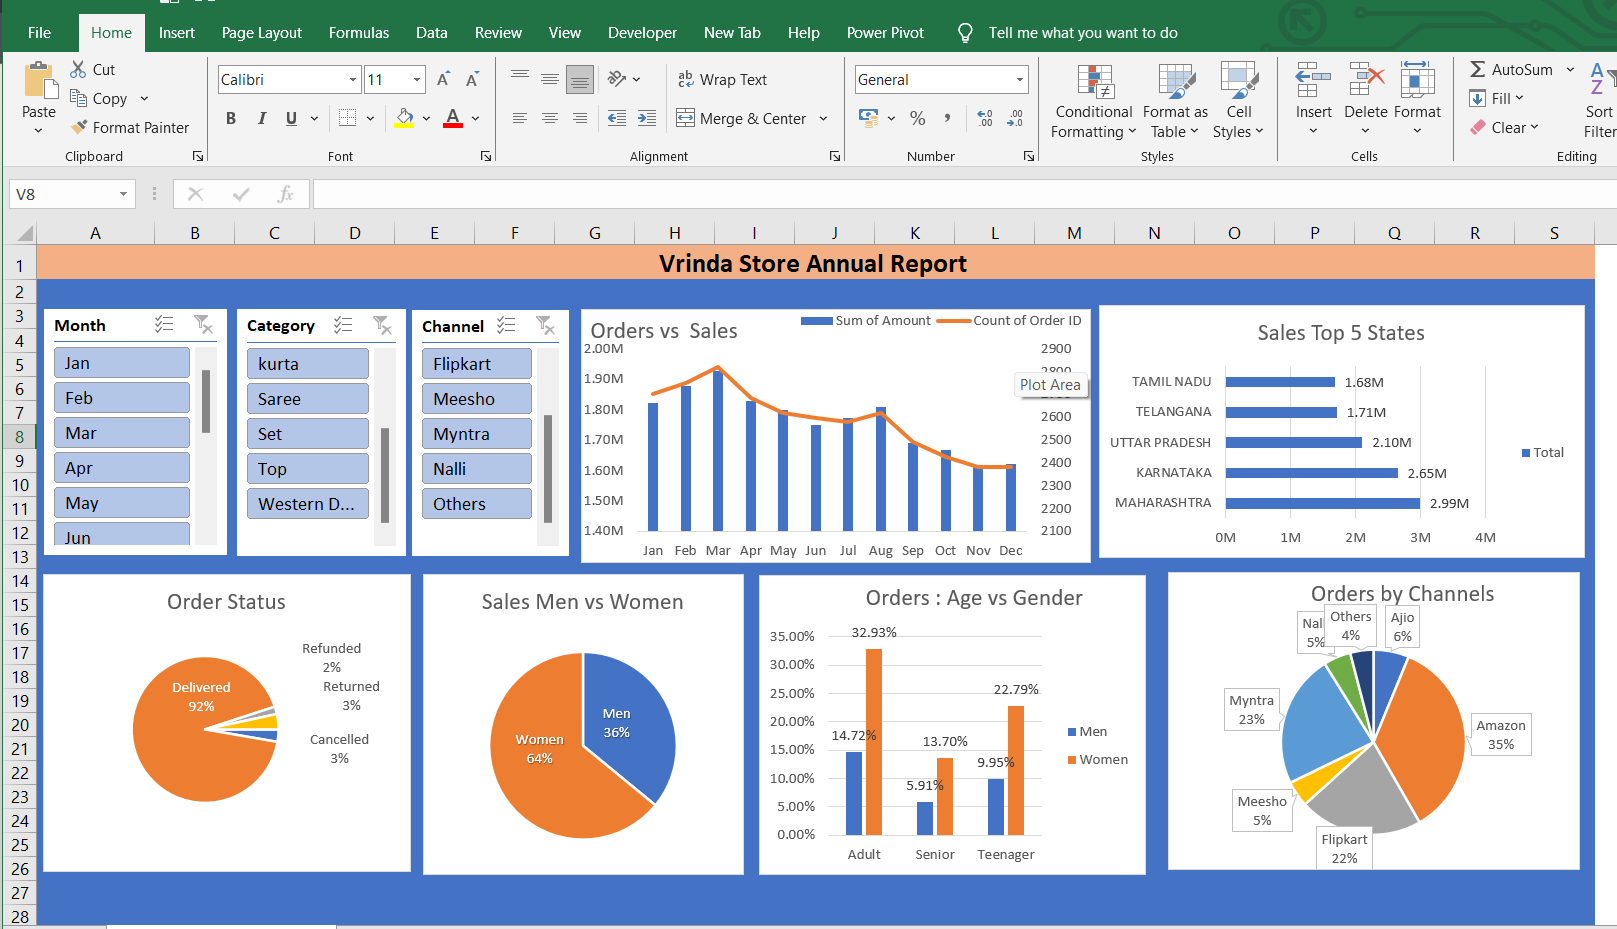 File Home Insert Page Layout Formulas Data Review View Developer New Tab Help Power Pivot Tell me what you want to do
Paste
Cut
Copy
Format Painter
Clipboard
Calibri 11
B I U A
Font
ab Wrap Text
Merge & Center
Alignment
General
% , .00
Number
Conditional Formatting
Format as Table
Cell Styles
Styles
Insert Delete Format
Cells
AutoSum
Fill
Clear
Sort
Filter
Editing
V8 fx
A B C D E F G H I J K L M N O P Q R S
1 2 3 4 5 6 7 8 9 10 11 12 13 14 15 16 17 18 19 20 21 22 23 24 25 26 27 28
Vrinda Store Annual Report
Month
Jan
Feb
Mar
Apr
May
Jun
Category
kurta
Saree
Set
Top
Western D...
Channel
Flipkart
Meesho
Myntra
Nalli
Others
Orders vs Sales
Sum of Amount Count of Order ID
2.00M
1.90M
1.80M
1.70M
1.60M
1.50M
1.40M
2900
2800
2600
2500
2400
2300
2200
2100
Plot Area
Jan Feb Mar Apr May Jun Jul Aug Sep Oct Nov Dec
Sales Top 5 States
TAMIL NADU 1.68M
TELANGANA 1.71M
UTTAR PRADESH 2.10M
KARNATAKA 2.65M
MAHARASHTRA 2.99M
0M 1M 2M 3M 4M
Total
Order Status
Delivered
92%
Refunded
2%
Returned
3%
Cancelled
3%
Sales Men vs Women
Men
36%
Women
64%
Orders : Age vs Gender
35.00%
30.00%
25.00%
20.00%
15.00%
10.00%
5.00%
0.00%
14.72% 32.93%
5.91% 13.70%
9.95% 22.79%
Adult Senior Teenager
Men
Women
Orders by Channels
Nal
5%
Others
4%
Ajio
6%
Amazon
35%
Flipkart
22%
Meesho
5%
Myntra
23%